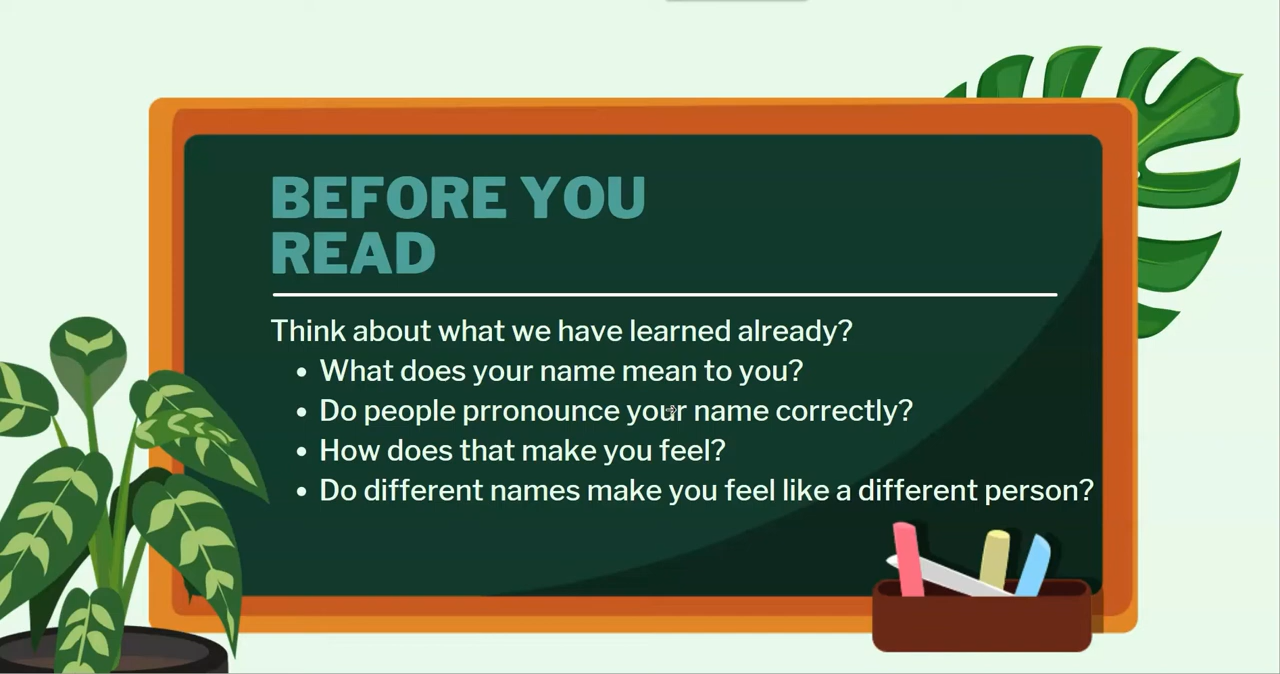 BEFORE YOU
READ
Think about what we have learned already?
• What does your name mean to you?
• Do people prronounce your name correctly?
• How does that make you feel?
• Do different names make you feel like a different person?